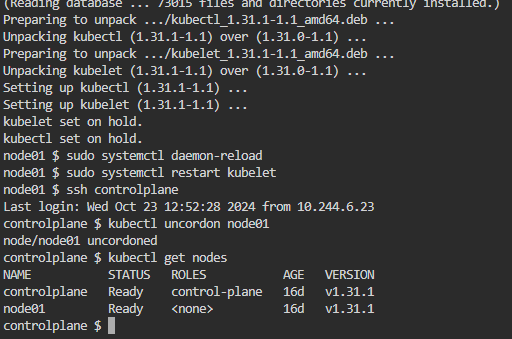 (Reading database ... 73015 files and directories currently installed.)
Preparing to unpack .../kubectl_1.31.1-1.1_amd64.deb ...
Unpacking kubectl (1.31.1-1.1) over (1.31.0-1.1) ...
Preparing to unpack .../kubelet_1.31.1-1.1_amd64.deb ...
Unpacking kubelet (1.31.1-1.1) over (1.31.0-1.1) ...
Setting up kubectl (1.31.1-1.1) ...
Setting up kubelet (1.31.1-1.1) ...
kubelet set on hold.
kubectl set on hold.
node01 $ sudo systemctl daemon-reload
node01 $ sudo systemctl restart kubelet
node01 $ ssh controlplane
Last login: Wed Oct 23 12:52:28 2024 from 10.244.6.23
controlplane $ kubectl uncordon node01
node/node01 uncordoned
controlplane $ kubectl get nodes
NAME           STATUS   ROLES           AGE   VERSION
controlplane   Ready    control-plane   16d   v1.31.1
node01         Ready    <none>          16d   v1.31.1
controlplane $